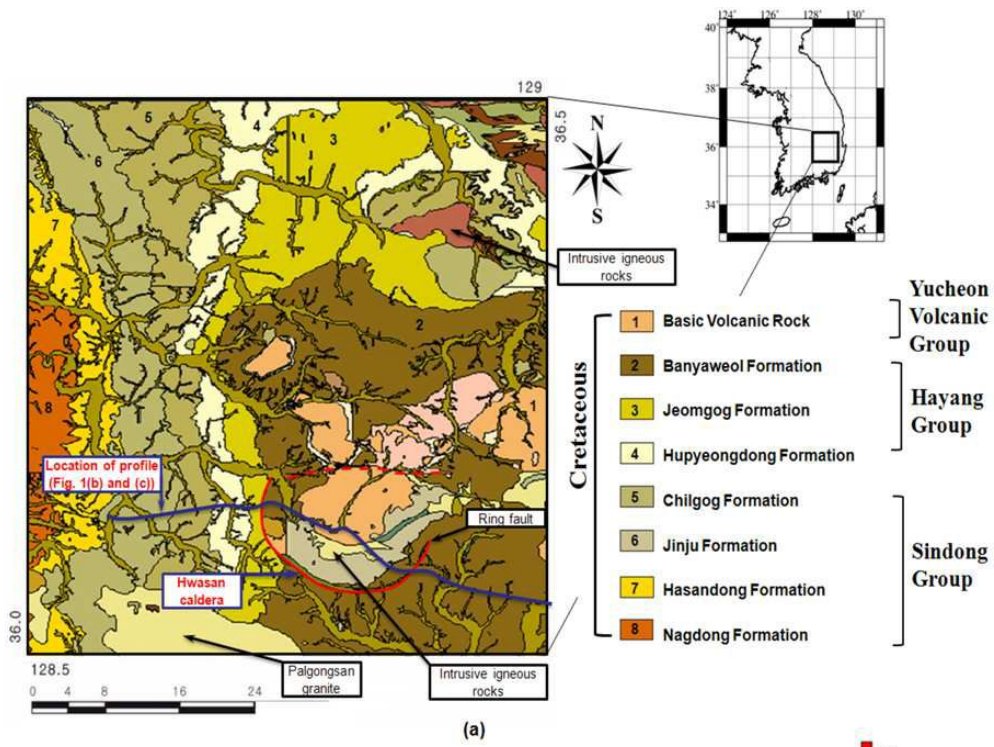 124˚ 126˚ 128˚ 130˚
40˚
38˚
36˚
34˚
129
36.5
N
S
5
4
3
6
7
2
8
1
Intrusive igneous
rocks
Location of profile
(Fig. 1(b) and (c))
Ring fault
Hwasan
caldera
36.0
128.5
Palgongsan
granite
Intrusive igneous
rocks
0 4 8 16 24
(a)
Cretaceous
1 Basic Volcanic Rock
2 Banyaweol Formation
3 Jeomgog Formation
4 Hupyeongdong Formation
5 Chilgog Formation
6 Jinju Formation
7 Hasandong Formation
8 Nagdong Formation
Yucheon
Volcanic
Group
Hayang
Group
Sindong
Group